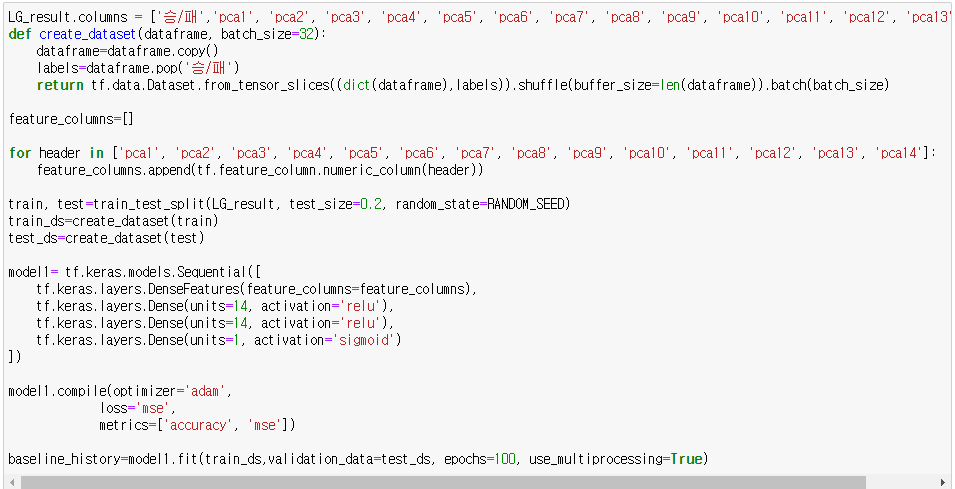 LG_result.columns = ['승/패','pca1', 'pca2', 'pca3', 'pca4', 'pca5', 'pca6', 'pca7', 'pca8', 'pca9', 'pca10', 'pca11', 'pca12', 'pca13'
def create_dataset(dataframe, batch_size=32):
    dataframe=dataframe.copy()
    labels=dataframe.pop('승/패')
    return tf.data.Dataset.from_tensor_slices((dict(dataframe),labels)).shuffle(buffer_size=len(dataframe)).batch(batch_size)
feature_columns=[]
for header in ['pca1', 'pca2', 'pca3', 'pca4', 'pca5', 'pca6', 'pca7', 'pca8', 'pca9', 'pca10', 'pca11', 'pca12', 'pca13', 'pca14']:
    feature_columns.append(tf.feature_column.numeric_column(header))
train, test=train_test_split(LG_result, test_size=0.2, random_state=RANDOM_SEED)
train_ds=create_dataset(train)
test_ds=create_dataset(test)
model1= tf.keras.models.Sequential([
    tf.keras.layers.DenseFeatures(feature_columns=feature_columns),
    tf.keras.layers.Dense(units=14, activation='relu'),
    tf.keras.layers.Dense(units=14, activation='relu'),
    tf.keras.layers.Dense(units=1, activation='sigmoid')
])
model1.compile(optimizer='adam',
             loss='mse',
             metrics=['accuracy', 'mse'])
baseline_history=model1.fit(train_ds,validation_data=test_ds, epochs=100, use_multiprocessing=True)